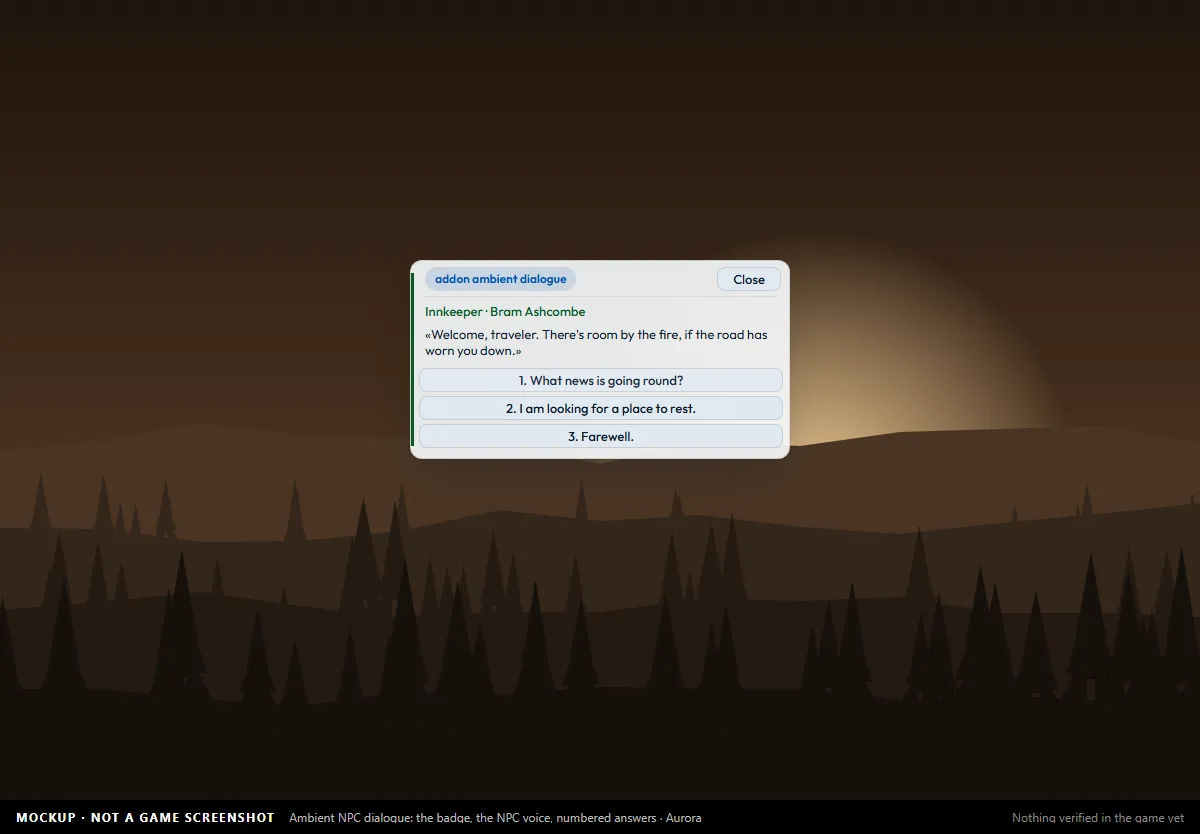 addon ambient dialogue
Close
Innkeeper · Bram Ashcombe
«Welcome, traveler. There's room by the fire, if the road has
worn you down.»
1. What news is going round?
2. I am looking for a place to rest.
3. Farewell.
MOCKUP · NOT A GAME SCREENSHOT Ambient NPC dialogue: the badge, the NPC voice, numbered answers · Aurora Nothing verified in the game yet